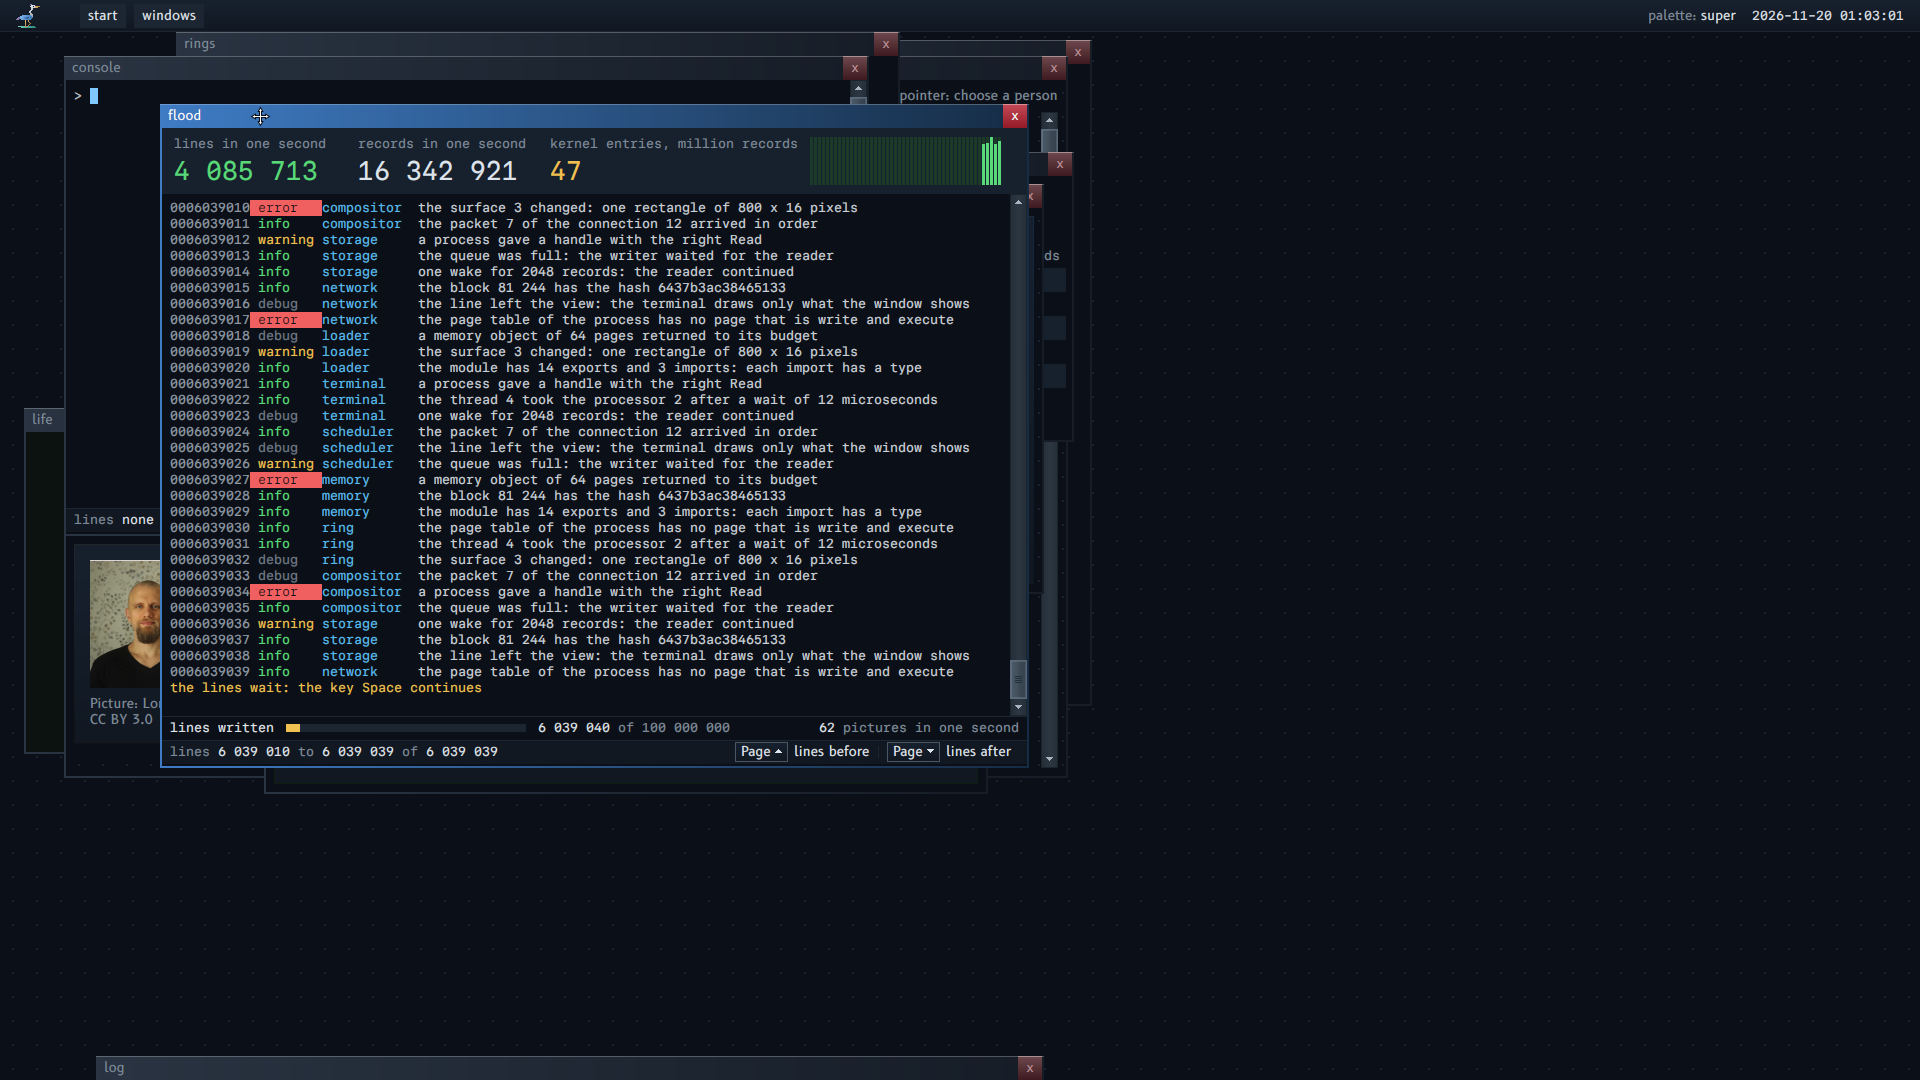 start windows palette: super 2026-11-20 01:03:01
rings x
x
console x
x
> 
pointer: choose a person
flood x
lines in one second records in one second kernel entries, million records
4 085 713 16 342 921 47
x
x
ds
0006039010 error compositor the surface 3 changed: one rectangle of 800 x 16 pixels
0006039011 info compositor the packet 7 of the connection 12 arrived in order
0006039012 warning storage a process gave a handle with the right Read
0006039013 info storage the queue was full: the writer waited for the reader
0006039014 info storage one wake for 2048 records: the reader continued
0006039015 info network the block 81 244 has the hash 6437b3ac38465133
0006039016 debug network the line left the view: the terminal draws only what the window shows
0006039017 error network the page table of the process has no page that is write and execute
0006039018 debug loader a memory object of 64 pages returned to its budget
0006039019 warning loader the surface 3 changed: one rectangle of 800 x 16 pixels
0006039020 info loader the module has 14 exports and 3 imports: each import has a type
0006039021 info terminal a process gave a handle with the right Read
0006039022 info terminal the thread 4 took the processor 2 after a wait of 12 microseconds
0006039023 debug terminal one wake for 2048 records: the reader continued
0006039024 info scheduler the packet 7 of the connection 12 arrived in order
0006039025 debug scheduler the line left the view: the terminal draws only what the window shows
0006039026 warning scheduler the queue was full: the writer waited for the reader
0006039027 error memory a memory object of 64 pages returned to its budget
0006039028 info memory the block 81 244 has the hash 6437b3ac38465133
0006039029 info memory the module has 14 exports and 3 imports: each import has a type
0006039030 info ring the page table of the process has no page that is write and execute
0006039031 info ring the thread 4 took the processor 2 after a wait of 12 microseconds
0006039032 debug ring the surface 3 changed: one rectangle of 800 x 16 pixels
0006039033 debug compositor the packet 7 of the connection 12 arrived in order
0006039034 error compositor a process gave a handle with the right Read
0006039035 info compositor the queue was full: the writer waited for the reader
0006039036 warning storage one wake for 2048 records: the reader continued
0006039037 info storage the block 81 244 has the hash 6437b3ac38465133
0006039038 info storage the line left the view: the terminal draws only what the window shows
0006039039 info network the page table of the process has no page that is write and execute
the lines wait: the key Space continues
lines written 6 039 040 of 100 000 000 62 pictures in one second
lines 6 039 010 to 6 039 039 of 6 039 039 Page lines before Page lines after
life
lines none
Picture: Lo
CC BY 3.0
log x